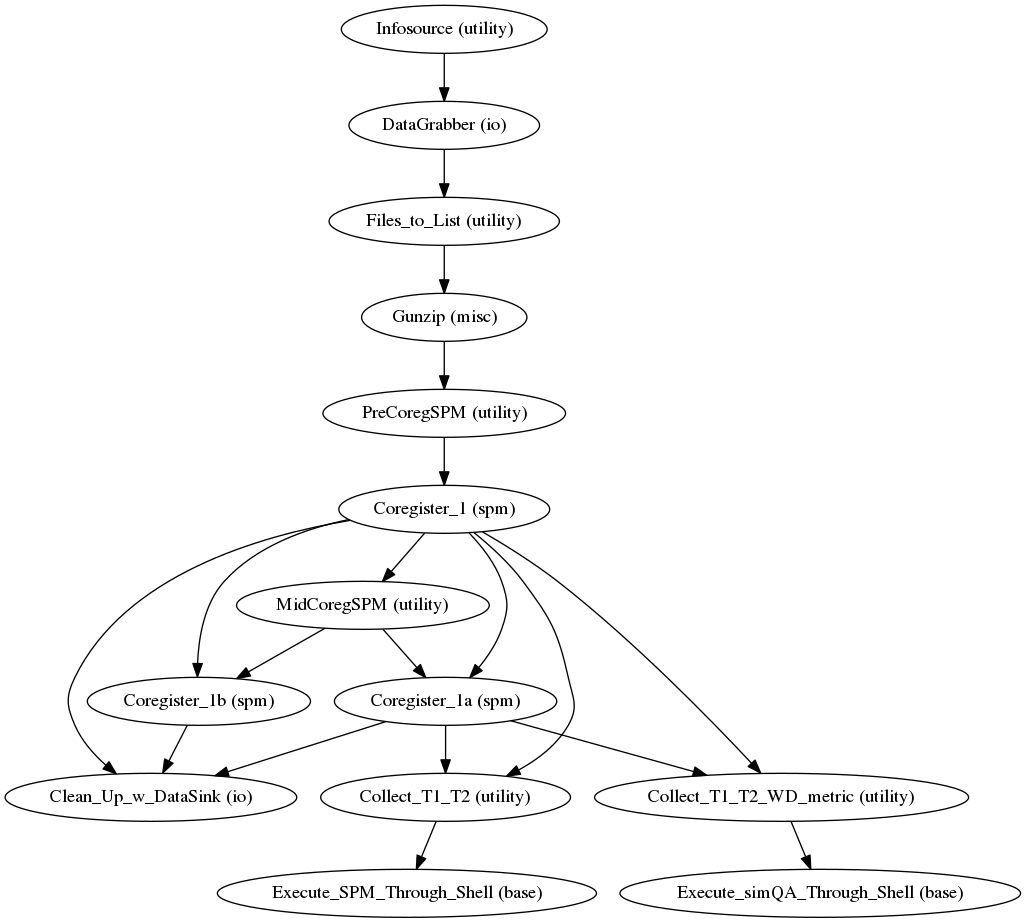 Infosource (utility)
DataGrabber (io)
Files_to_List (utility)
Gunzip (misc)
PreCoregSPM (utility)
Coregister_1 (spm)
MidCoregSPM (utility)
Coregister_1b (spm)
Coregister_1a (spm)
Clean_Up_w_DataSink (io)
Collect_T1_T2 (utility)
Collect_T1_T2_WD_metric (utility)
Execute_SPM_Through_Shell (base)
Execute_simQA_Through_Shell (base)